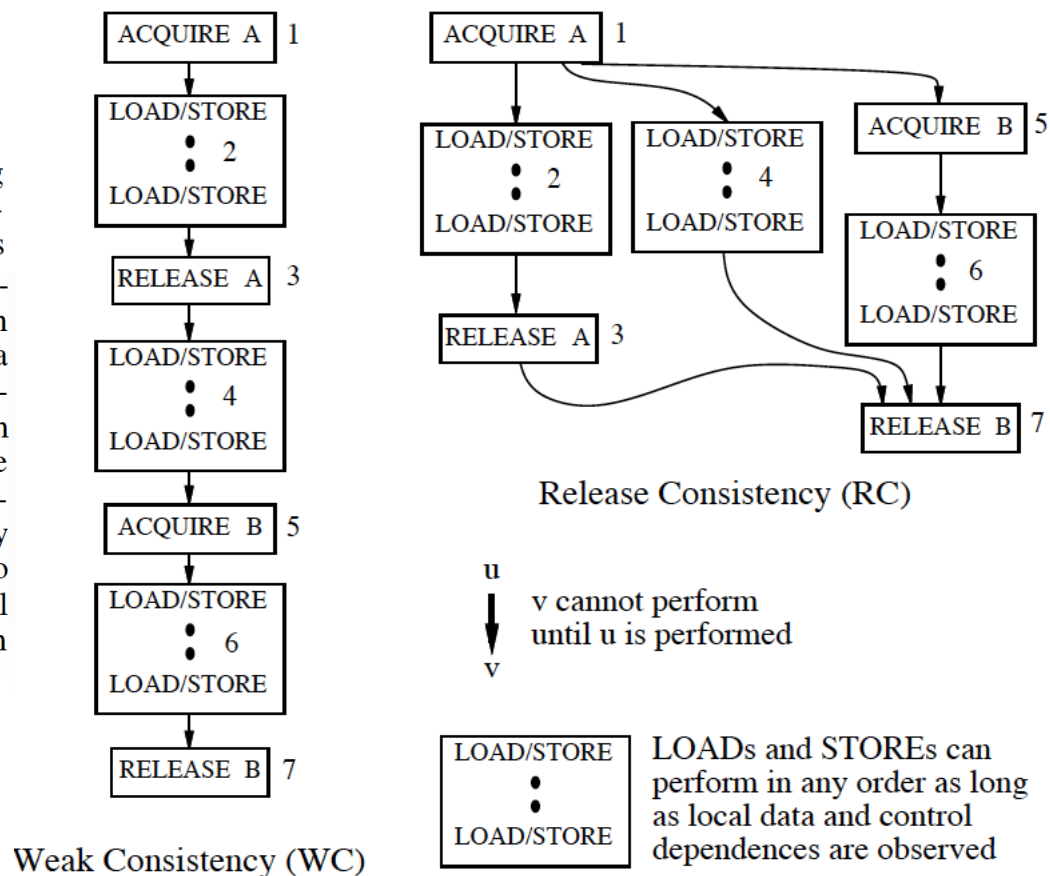 ACQUIRE A 1
LOAD/STORE
2
LOAD/STORE
RELEASE A 3
LOAD/STORE
4
LOAD/STORE
ACQUIRE B 5
LOAD/STORE
6
LOAD/STORE
RELEASE B 7
Weak Consistency (WC)
ACQUIRE A 1
LOAD/STORE
2
LOAD/STORE
RELEASE A 3
LOAD/STORE
4
LOAD/STORE
ACQUIRE B 5
LOAD/STORE
6
LOAD/STORE
RELEASE B 7
Release Consistency (RC)
u
v cannot perform
until u is performed
v
LOAD/STORE
LOAD/STORE
LOADs and STOREs can
perform in any order as long
as local data and control
dependences are observed